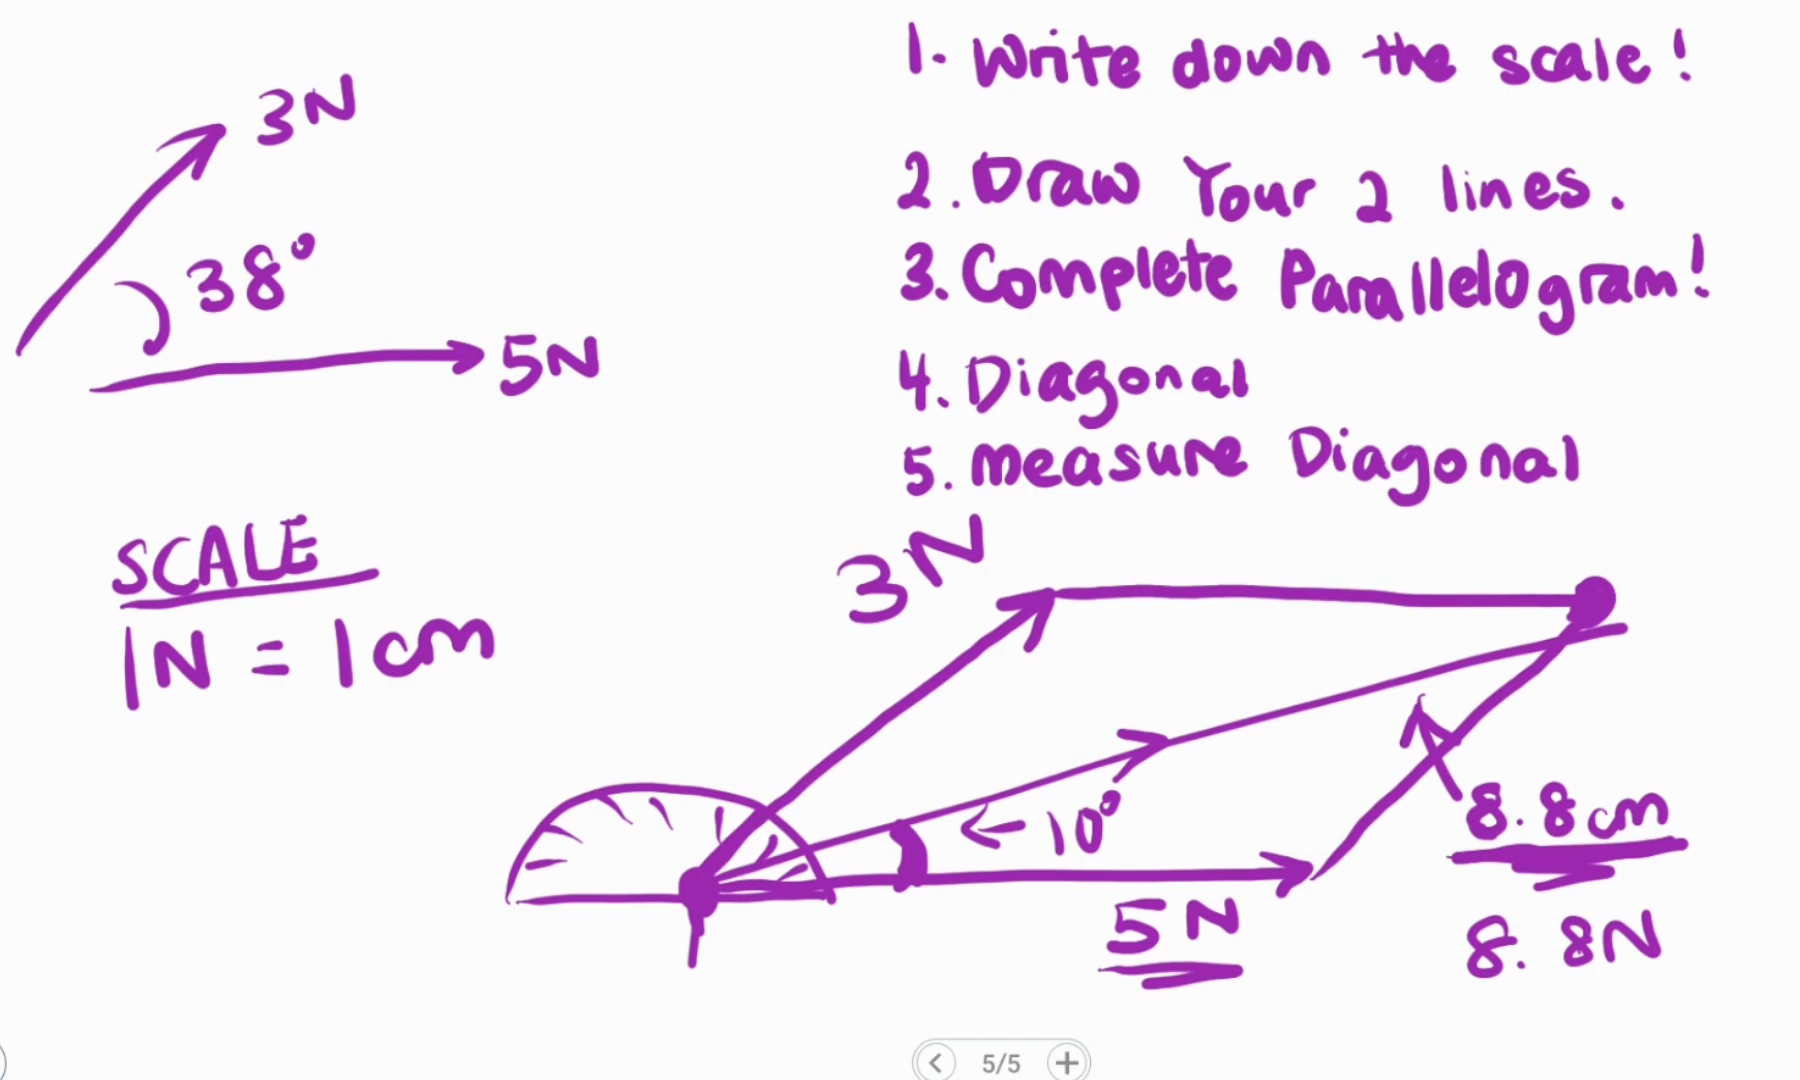 3N
38°
5N
SCALE
1N = 1cm
1. Write down the scale!
2. Draw Your 2 lines.
3. Complete Parallelogram!
4. Diagonal
5. measure Diagonal
3N
10°
5N
8.8cm
8.8N
5/5